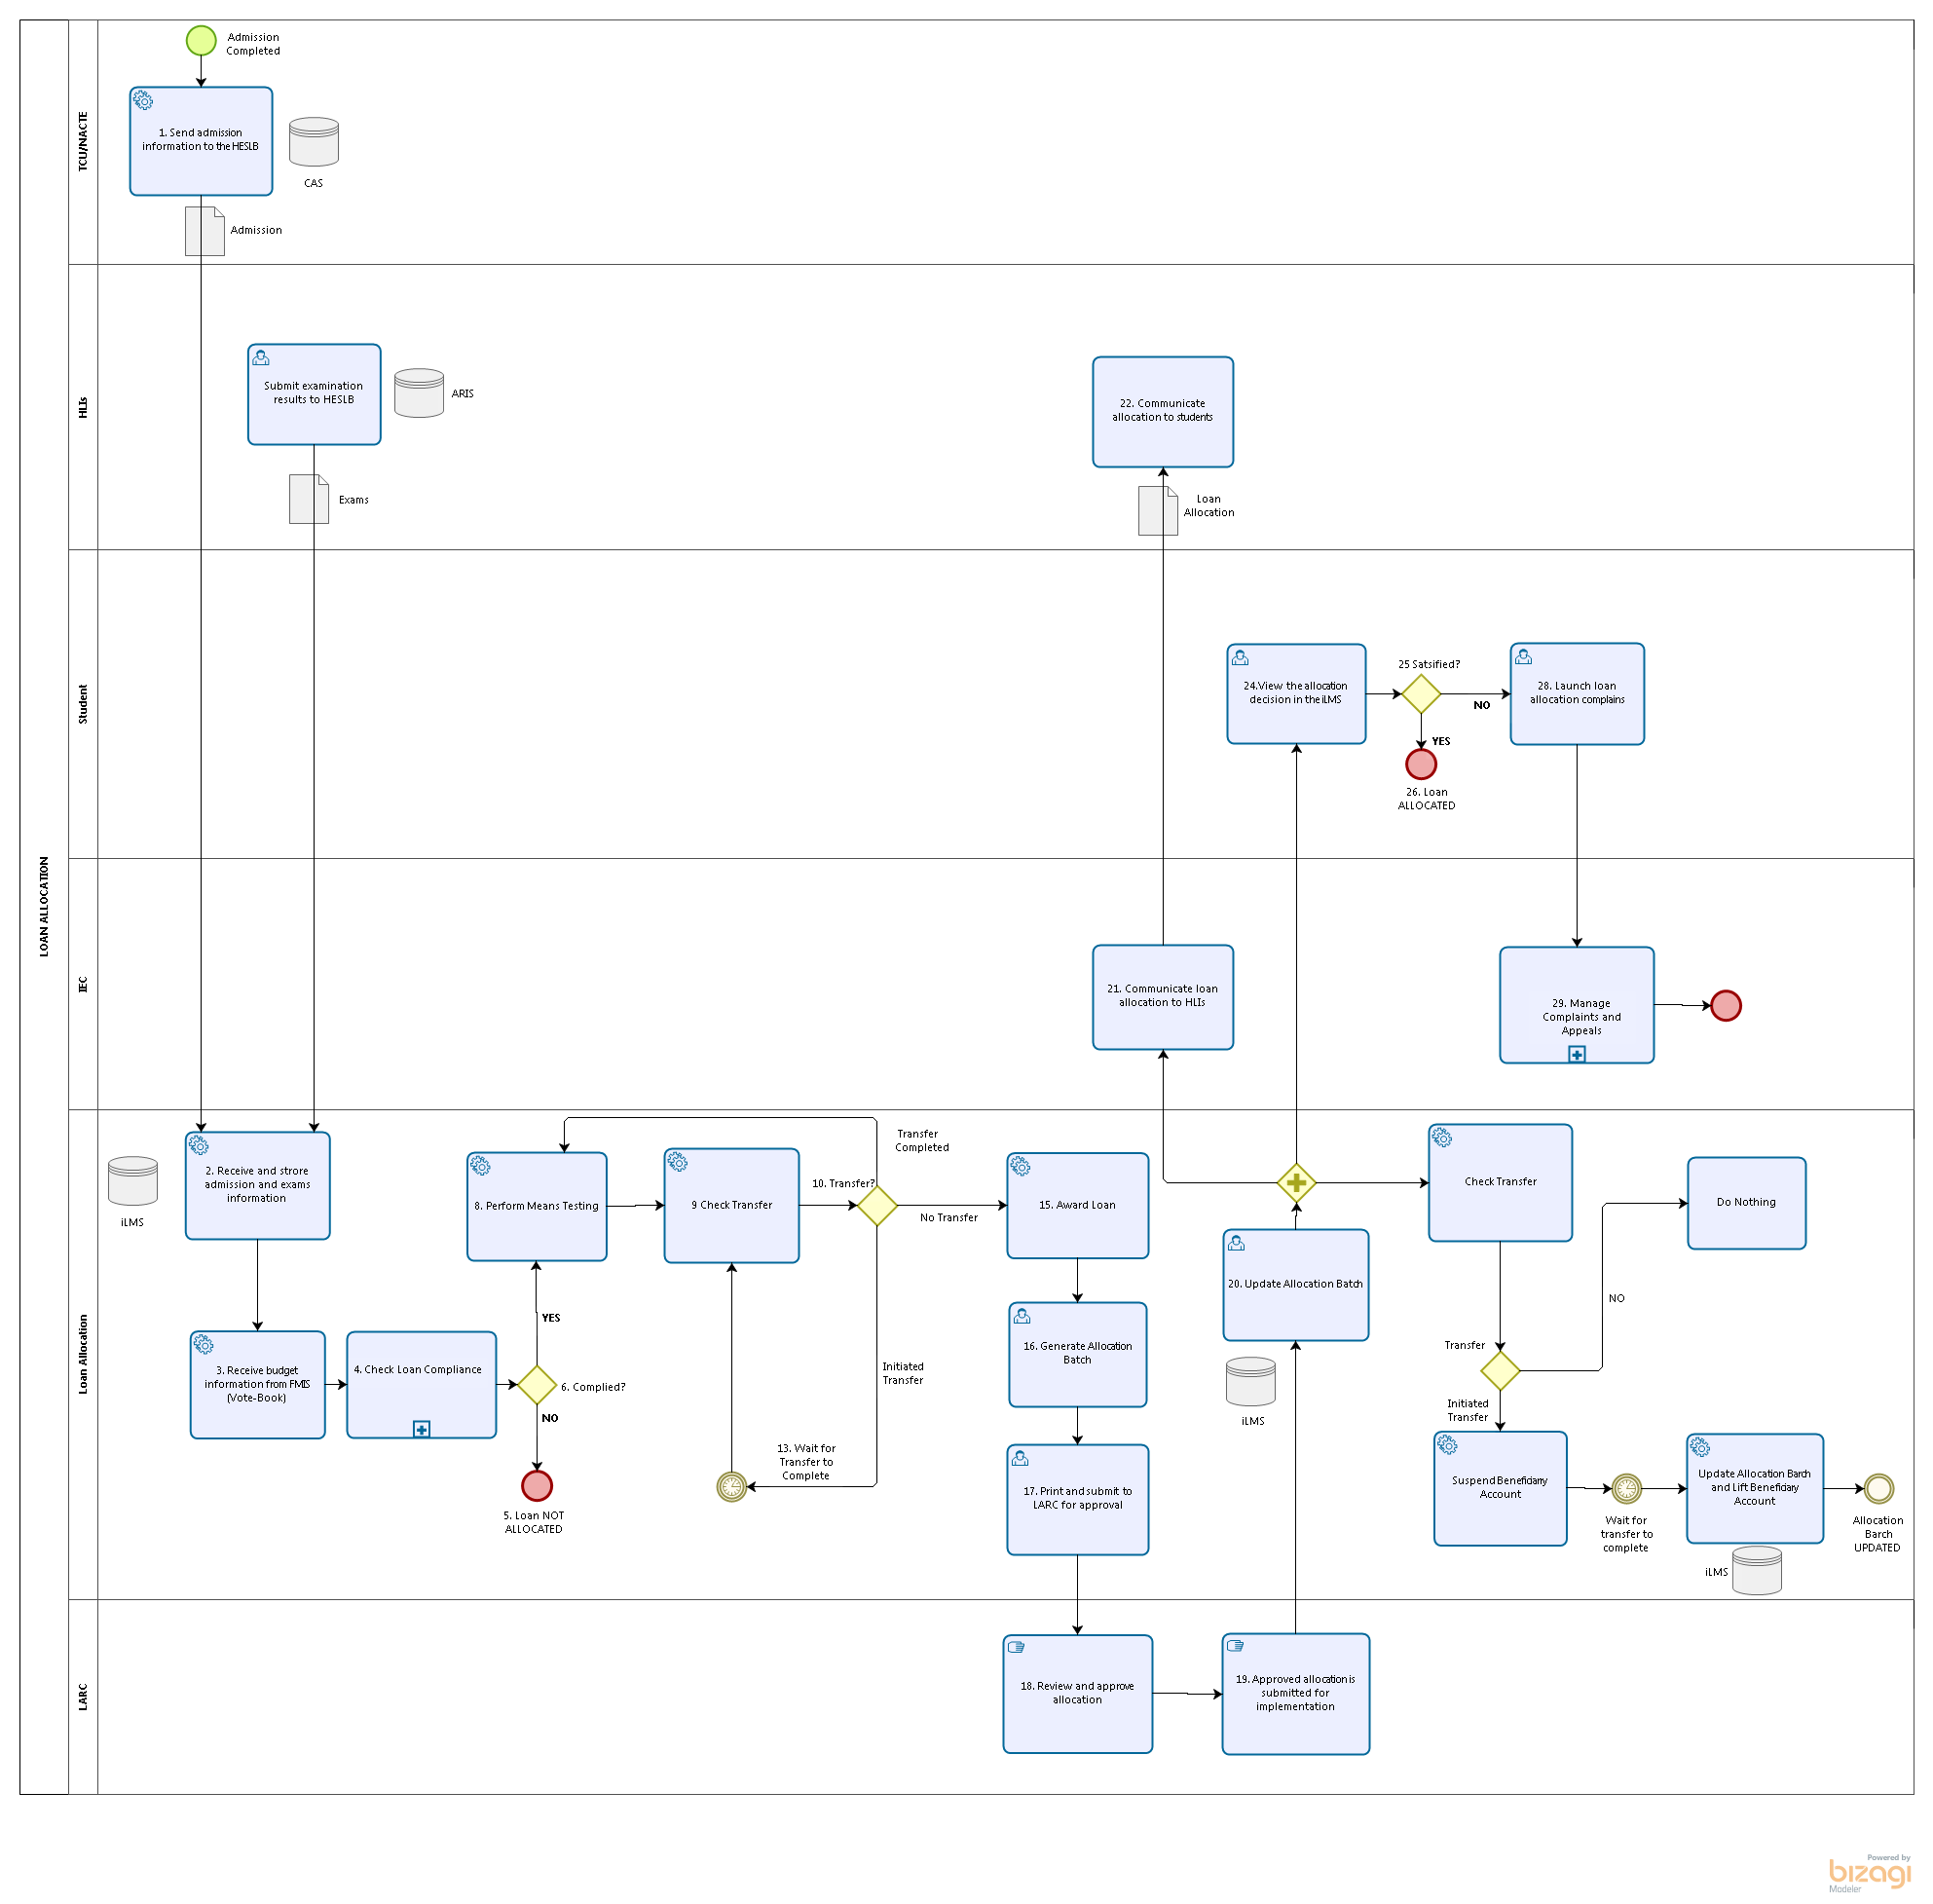 LOAN ALLOCATION
TCU/NACTE
Admission
Completed
1. Send admission
information to the HESLB
CAS
Admission
HLIs
Submit examination
results to HESLB
ARIS
Exams
22. Communicate
allocation to students
Loan
Allocation
Student
24.View the allocation
decision in the iLMS
25 Satsified?
NO
YES
26. Loan
ALLOCATED
28. Launch loan
allocation complains
IEC
21. Communicate loan
allocation to HLIs
29. Manage
Complaints and
Appeals
Loan Allocation
iLMS
2. Receive and strore
admission and exams
information
3. Receive budget
information from FMIS
(Vote-Book)
4. Check Loan Compliance
6. Complied?
YES
NO
5. Loan NOT
ALLOCATED
8. Perform Means Testing
9 Check Transfer
10. Transfer?
Transfer
Completed
No Transfer
Initiated
Transfer
13. Wait for
Transfer to
Complete
15. Award Loan
16. Generate Allocation
Batch
17. Print and submit to
LARC for approval
20. Update Allocation Batch
iLMS
Check Transfer
Do Nothing
NO
Transfer
Initiated
Transfer
Suspend Beneficiary
Account
Wait for
transfer to
complete
Update Allocation Barch
and Lift Beneficiary
Account
iLMS
Allocation
Barch
UPDATED
LARC
18. Review and approve
allocation
19. Approved allocation is
submitted for
implementation
Powered by
bizagi
Modeler